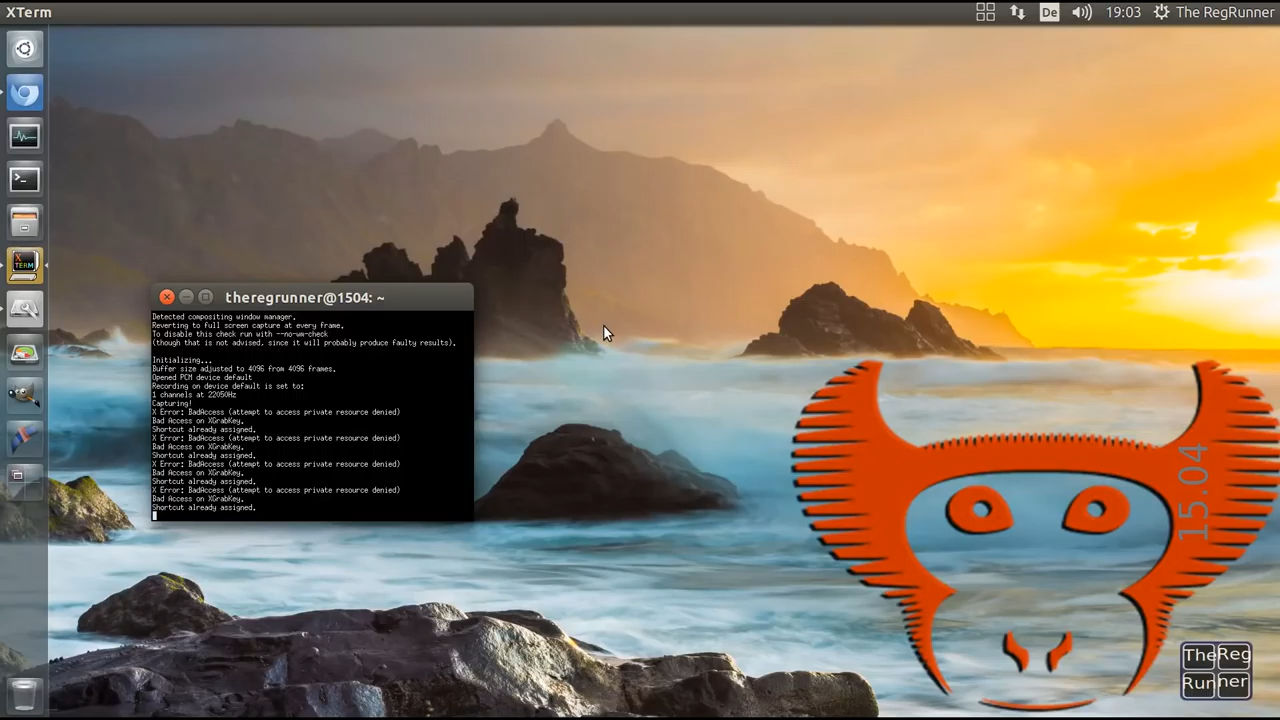 XTerm
De
19:03
The RegRunner
X
TERM
theregrunner@1504: ~
Detected compositing window manager.
Reverting to full screen capture at every frame.
To disable this check run with --no-wm-check
(though that is not advised, since it will probably produce faulty results).
Initializing...
Buffer size adjusted to 4096 from 4096 frames.
Opened PCM device default
Recording on device default is set to:
1 channels at 22050Hz
Capturing!
X Error: BadAccess (attempt to access private resource denied)
Bad Access on XGrabKey.
Shortcut already assigned.
X Error: BadAccess (attempt to access private resource denied)
Bad Access on XGrabKey.
Shortcut already assigned.
X Error: BadAccess (attempt to access private resource denied)
Bad Access on XGrabKey.
Shortcut already assigned.
X Error: BadAccess (attempt to access private resource denied)
Bad Access on XGrabKey.
Shortcut already assigned.
15.04
TheReg
Runner